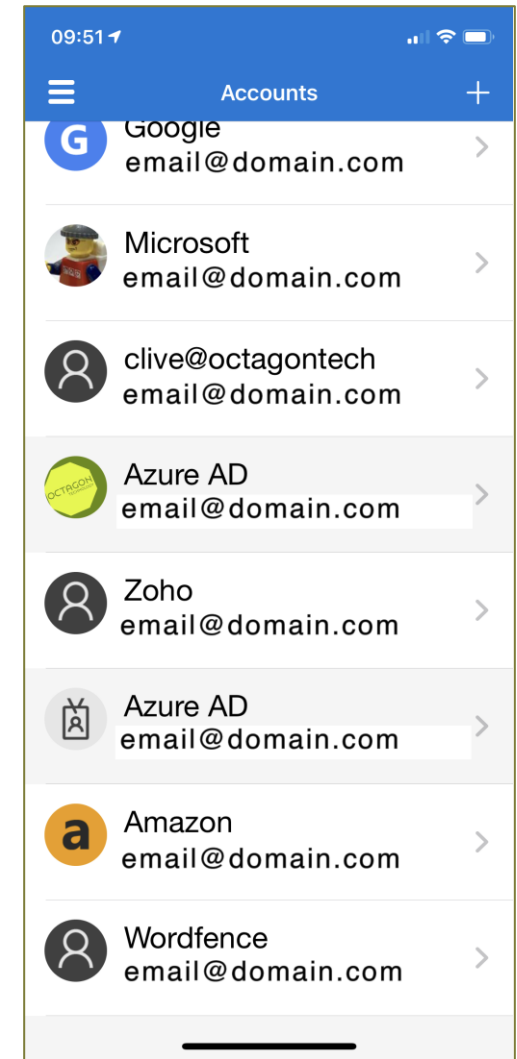 09:51
Accounts
G
Google
email@domain.com
Microsoft
email@domain.com
clive@octagontech
email@domain.com
OCTAGON
Azure AD
email@domain.com
Zoho
email@domain.com
Azure AD
email@domain.com
a
Amazon
email@domain.com
Wordfence
email@domain.com